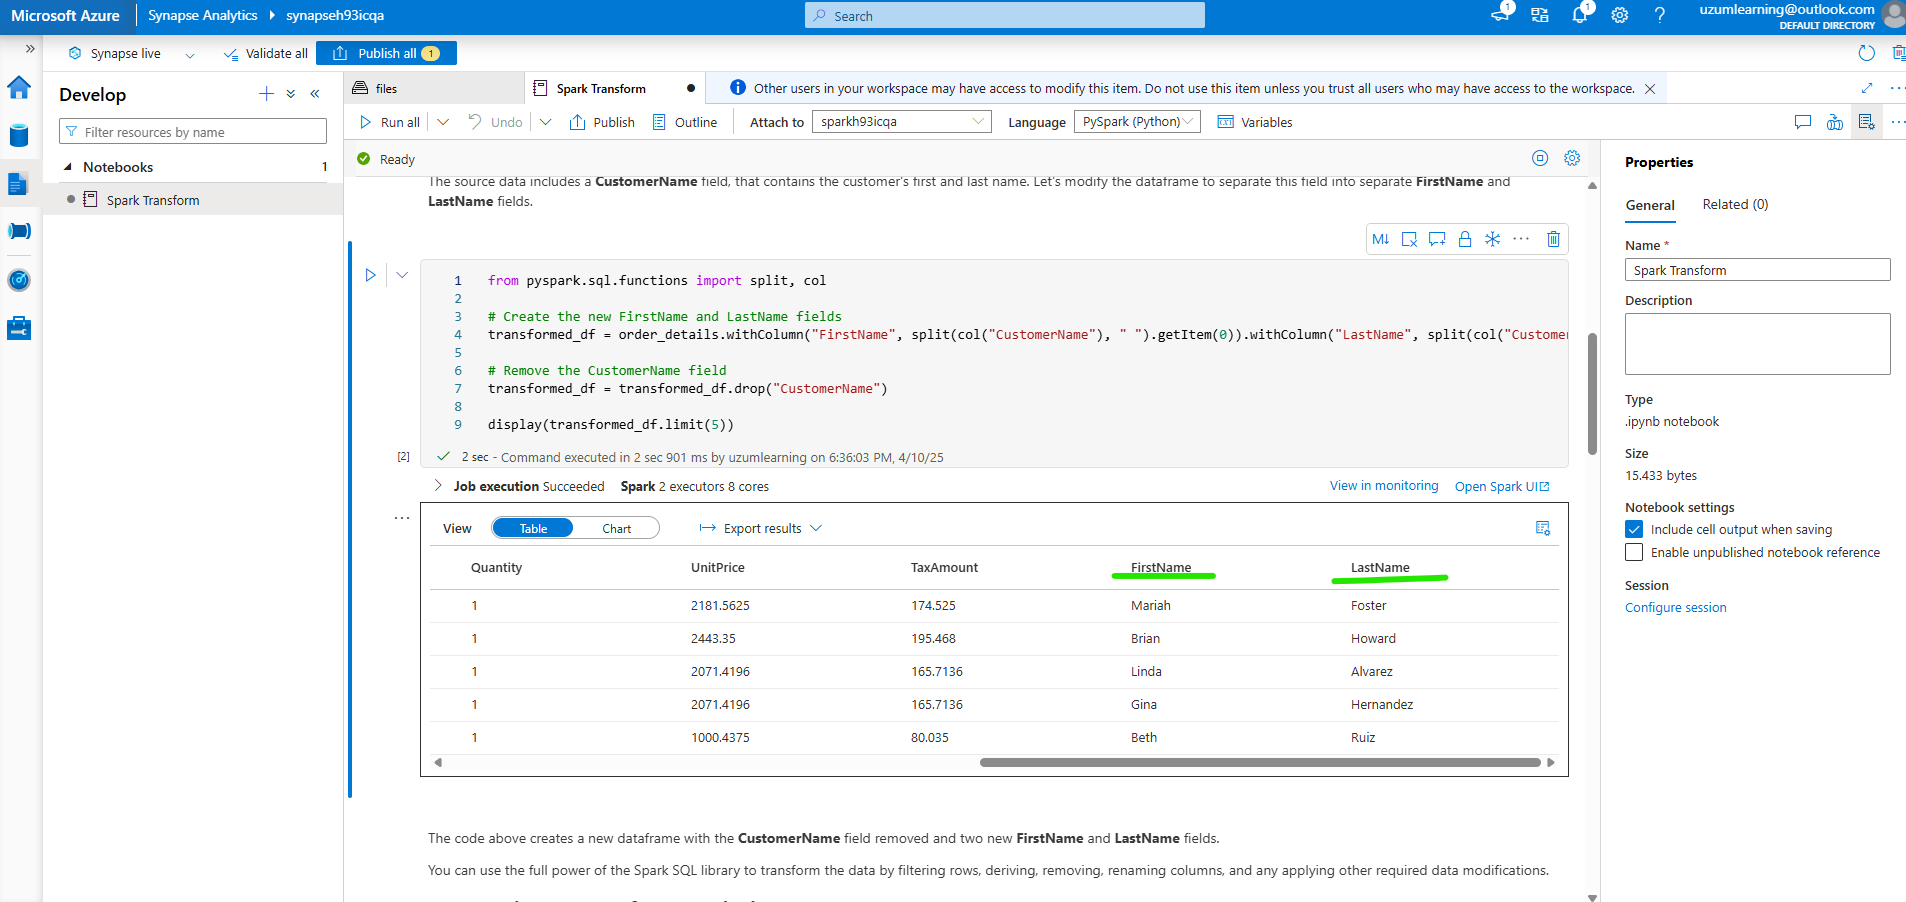 Microsoft Azure
Synapse Analytics
synapseh93icqa
Search
1
1
?
uzumlearning@outlook.com
DEFAULT DIRECTORY
Synapse live
Validate all
Publish all
1
Develop
Filter resources by name
Notebooks
1
Spark Transform
files
Spark Transform
Other users in your workspace may have access to modify this item. Do not use this item unless you trust all users who may have access to the workspace.
Run all
Undo
Publish
Outline
Attach to
sparkh93icqa
Language
PySpark (Python)
Variables
Ready
The source data includes a CustomerName field, that contains the customer's first and last name. Let's modify the dataframe to separate this field into separate FirstName and
LastName fields.
M↓
1 from pyspark.sql.functions import split, col
2
3 # Create the new FirstName and LastName fields
4 transformed_df = order_details.withColumn("FirstName", split(col("CustomerName"), " ").getItem(0)).withColumn("LastName", split(col("Custome
5
6 # Remove the CustomerName field
7 transformed_df = transformed_df.drop("CustomerName")
8
9 display(transformed_df.limit(5))
[2]
2 sec - Command executed in 2 sec 901 ms by uzumlearning on 6:36:03 PM, 4/10/25
Job execution Succeeded Spark 2 executors 8 cores
View in monitoring
Open Spark UI
View
Table
Chart
Export results
Quantity UnitPrice TaxAmount FirstName LastName
1 2181.5625 174.525 Mariah Foster
1 2443.35 195.468 Brian Howard
1 2071.4196 165.7136 Linda Alvarez
1 2071.4196 165.7136 Gina Hernandez
1 1000.4375 80.035 Beth Ruiz
The code above creates a new dataframe with the CustomerName field removed and two new FirstName and LastName fields.
You can use the full power of the Spark SQL library to transform the data by filtering rows, deriving, removing, renaming columns, and any applying other required data modifications.
Properties
General
Related (0)
Name *
Spark Transform
Description
Type
.ipynb notebook
Size
15.433 bytes
Notebook settings
Include cell output when saving
Enable unpublished notebook reference
Session
Configure session